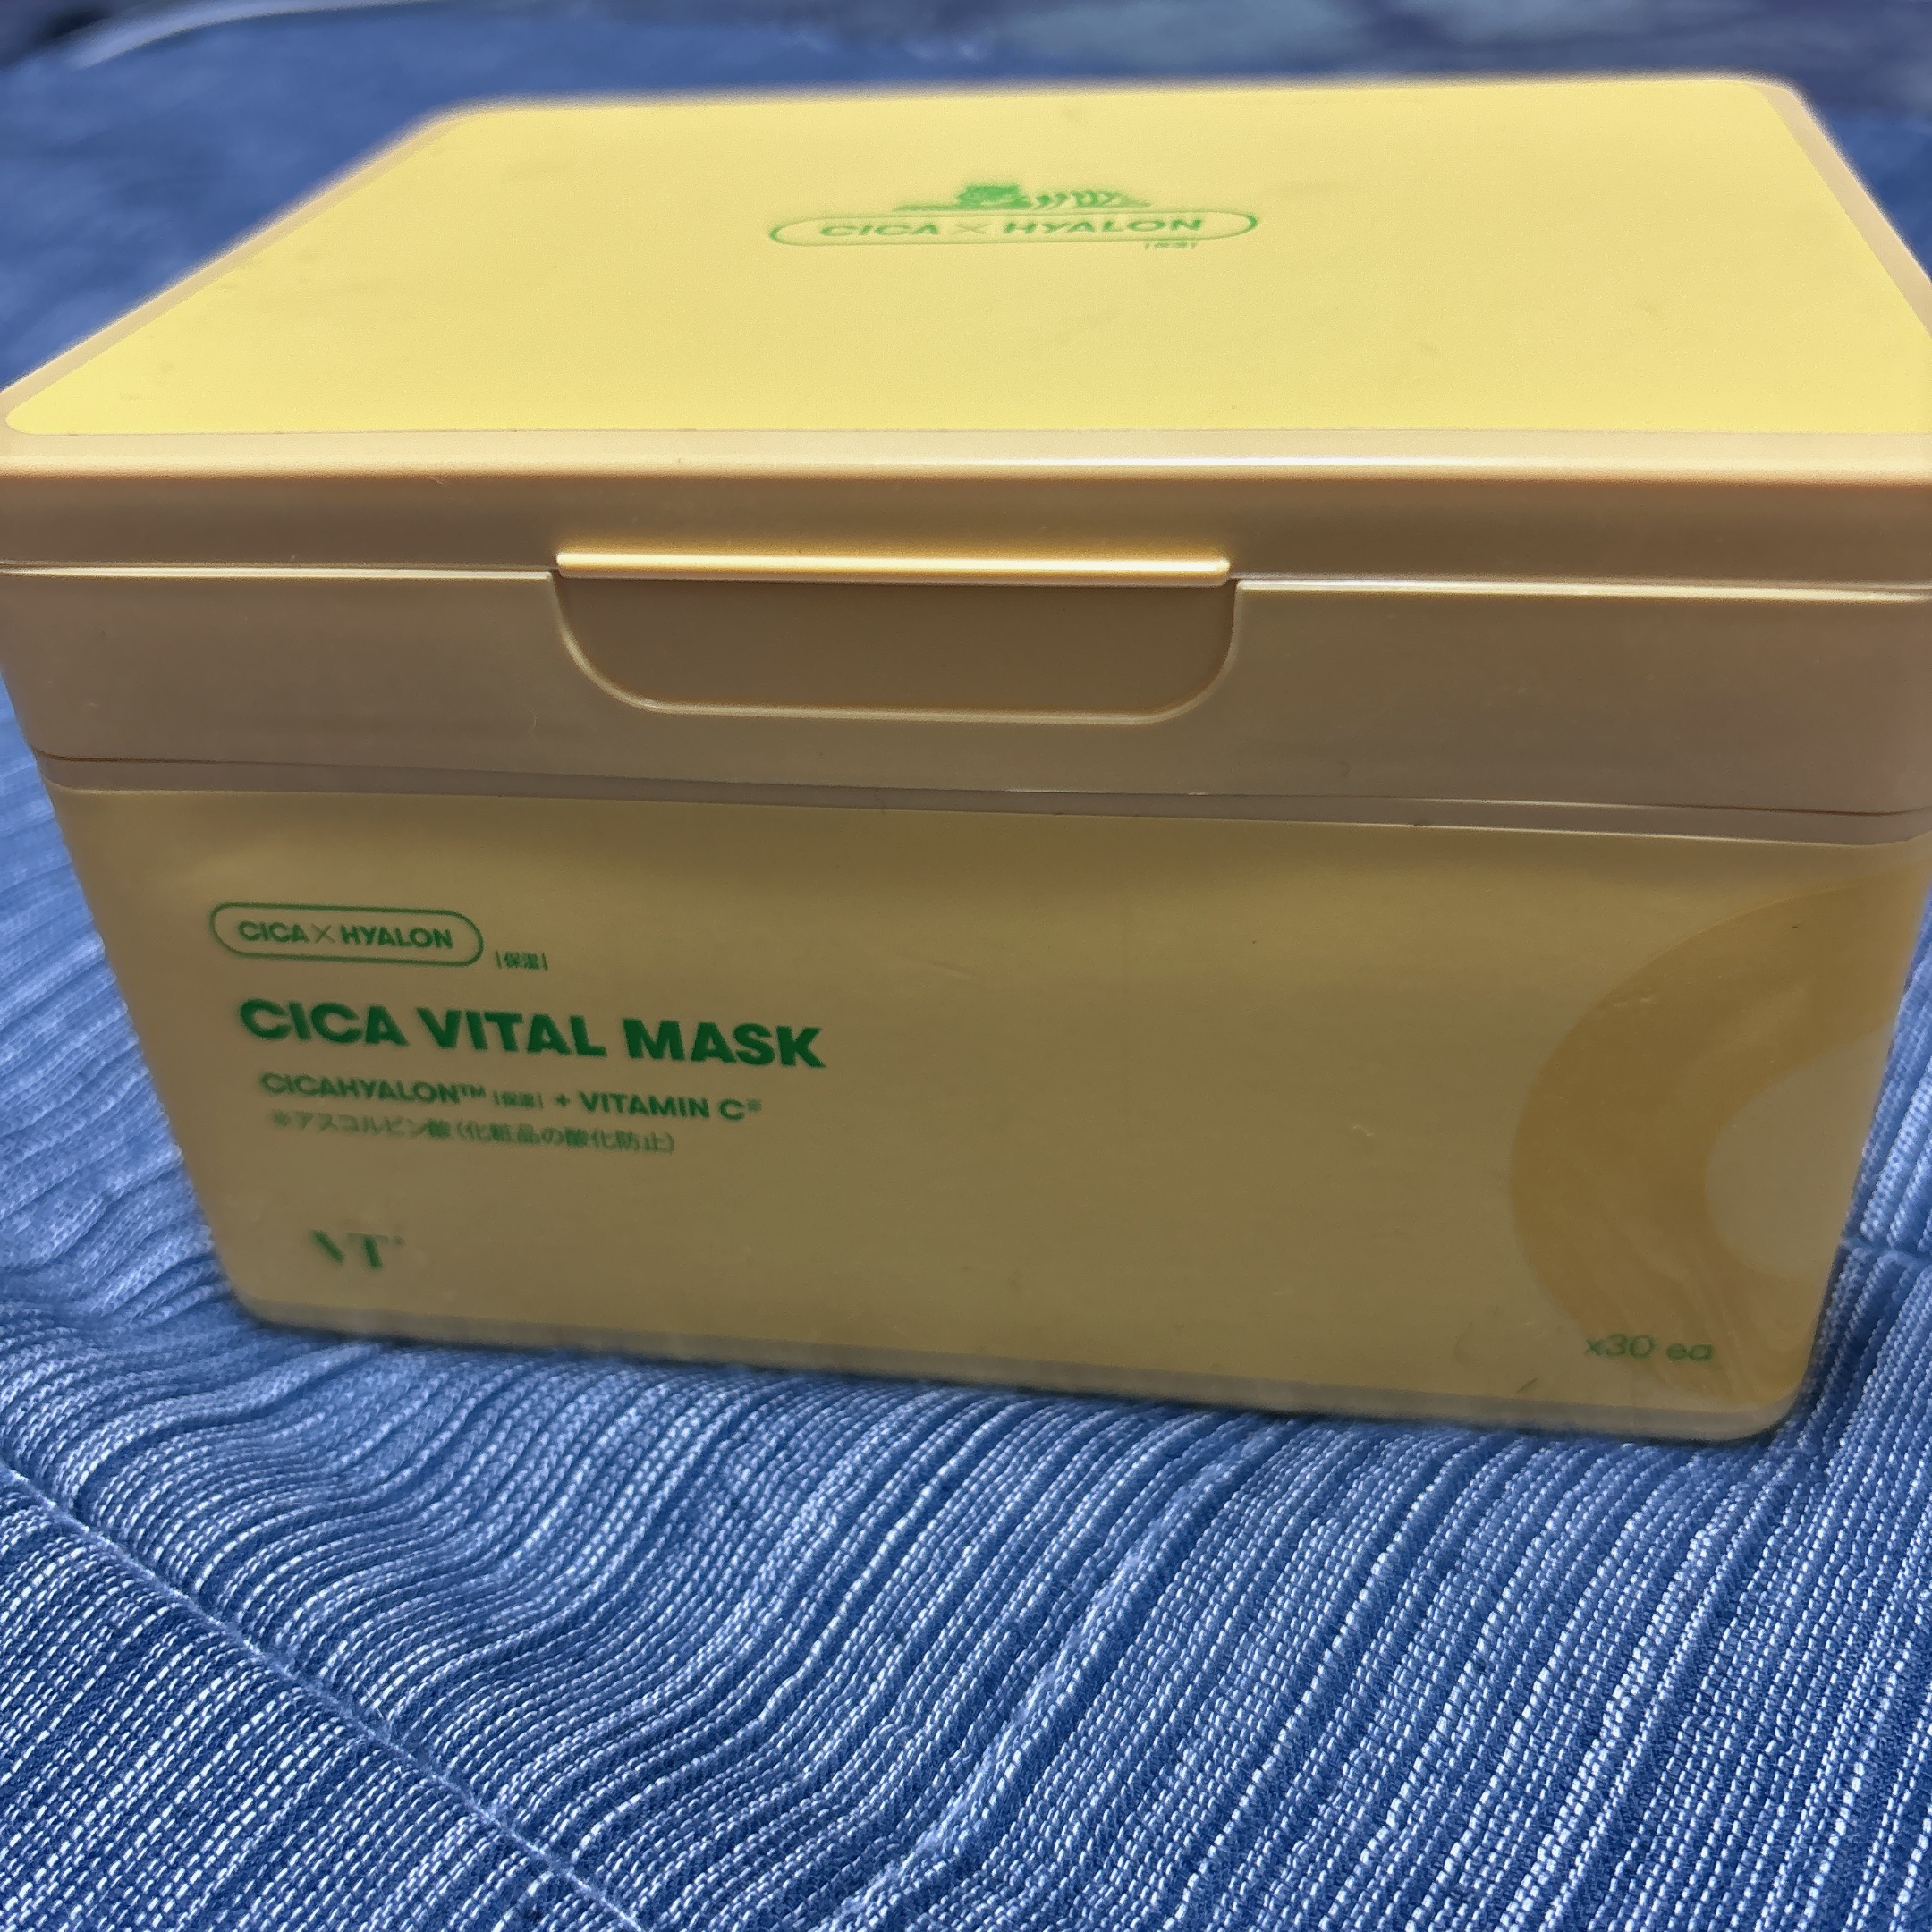 CICA × HYALON
CICA × HYALON
|保湿|
CICA VITAL MASK
CICAHYALON™ |保湿| + VITAMIN C※
※アスコルビン酸(化粧品の酸化防止)
VT
x30 ea